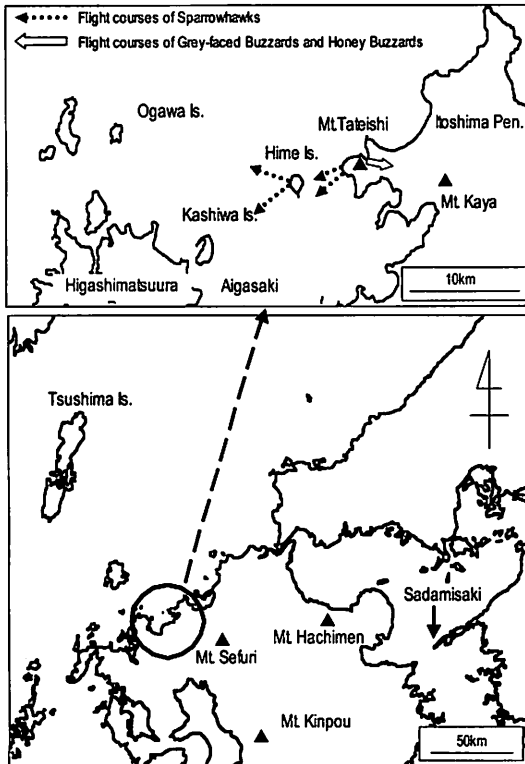 Flight courses of Sparrowhawks
Flight courses of Grey-faced Buzzards and Honey Buzzards
Ogawa Is.
Mt.Tateishi
Itoshima Pen.
Hime Is.
Mt. Kaya
Kashiwa Is.
Higashimatsuura
Aigasaki
10km
Tsushima Is.
Sadamisaki
Mt. Hachimen
Mt. Sefuri
Mt. Kinpou
50km